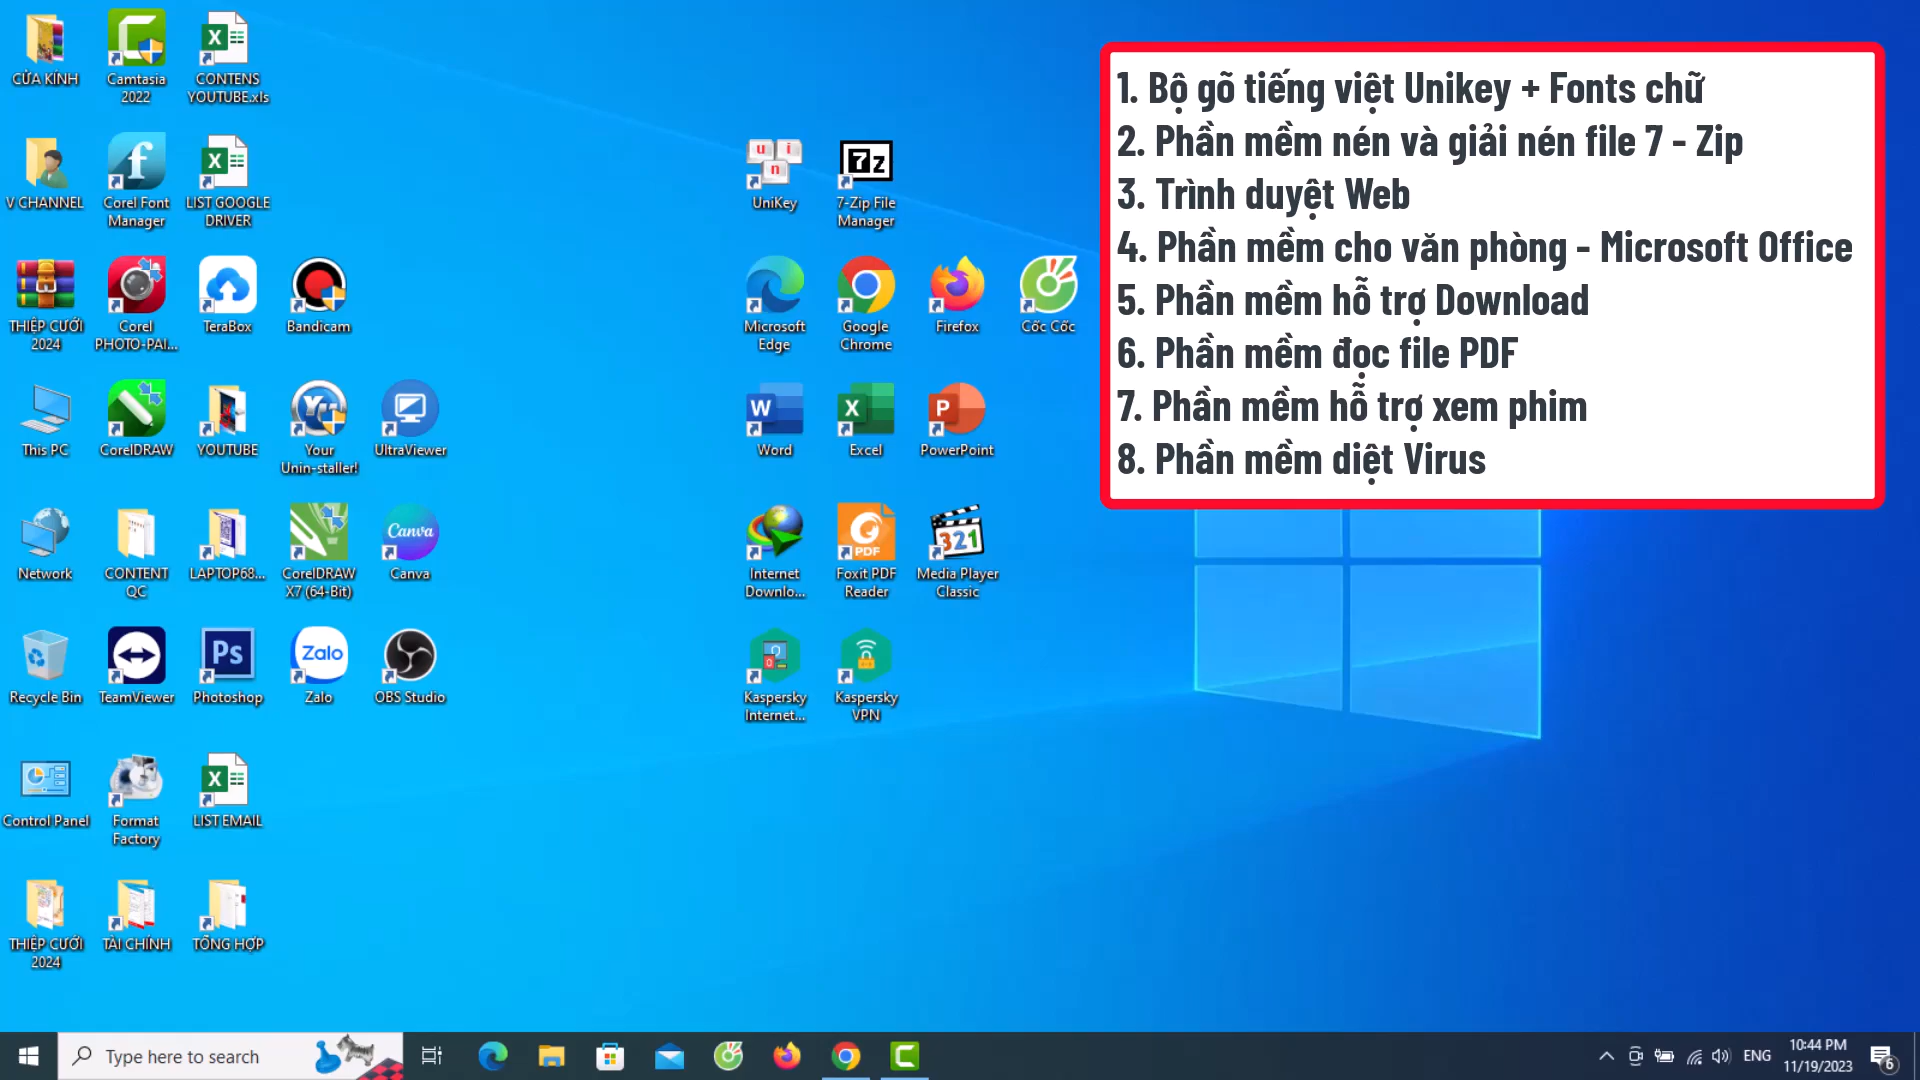 CỬA KÍNH
Camtasia
2022
CONTENS
YOUTUBE.xls
V CHANNEL
Corel Font
Manager
LIST GOOGLE
DRIVER
THIỆP CƯỚI
2024
Corel
PHOTO-PAI...
TeraBox
Bandicam
This PC
CorelDRAW
YOUTUBE
Your
Unin-staller!
UltraViewer
Network
CONTENT
QC
LAPTOP68...
CorelDRAW
X7 (64-Bit)
Canva
Canva
Recycle Bin
TeamViewer
Ps
Photoshop
Zalo
Zalo
OBS Studio
Control Panel
Format
Factory
LIST EMAIL
THIỆP CƯỚI
2024
TÀI CHÍNH
TỔNG HỢP
u i n
UniKey
7z
7-Zip File
Manager
Microsoft
Edge
Google
Chrome
Firefox
Cốc Cốc
W
Word
X
Excel
P
PowerPoint
Internet
Downlo...
PDF
Foxit PDF
Reader
321
Media Player
Classic
Kaspersky
Internet...
Kaspersky
VPN
1. Bộ gõ tiếng việt Unikey + Fonts chữ
2. Phần mềm nén và giải nén file 7 - Zip
3. Trình duyệt Web
4. Phần mềm cho văn phòng - Microsoft Office
5. Phần mềm hỗ trợ Download
6. Phần mềm đọc file PDF
7. Phần mềm hỗ trợ xem phim
8. Phần mềm diệt Virus
Type here to search
ENG
10:44 PM
11/19/2023
6